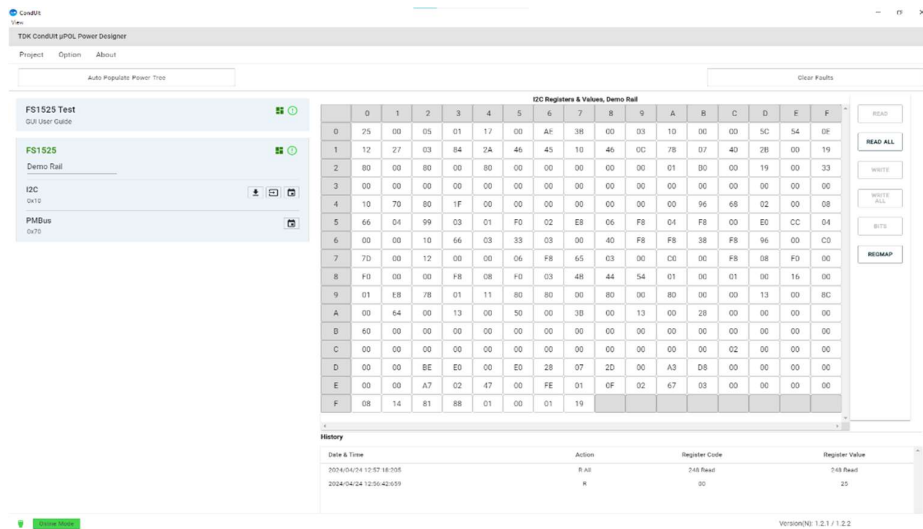 CondUit
View
TDK CondUit µPOL Power Designer
Project Option About
Auto Populate Power Tree
Clear Faults
FS1525 Test
GUI User Guide
FS1525
Demo Rail
I2C
0x10
PMBus
0x70
I2C Registers & Values, Demo Rail
0 1 2 3 4 5 6 7 8 9 A B C D E F
0 25 00 05 01 17 00 AE 3B 00 03 10 00 00 5C 54 0E
1 12 27 03 84 2A 46 45 10 46 0C 7B 07 40 2B 00 19
2 80 00 80 00 80 00 00 00 00 00 01 B0 00 19 00 33
3 00 00 00 00 00 00 00 00 00 00 00 00 00 00 00 00
4 10 70 80 1F 00 00 00 00 00 00 00 96 68 02 00 08
5 66 04 99 03 01 F0 02 E8 06 F8 04 F8 00 E0 CC 04
6 00 00 10 66 03 33 03 00 40 F8 F8 38 F8 96 00 C0
7 7D 00 12 00 00 06 F8 65 03 00 C0 00 F8 08 F0 00
8 F0 00 00 F8 08 F0 03 4B 44 54 01 00 01 00 16 00
9 01 E8 7B 01 11 80 80 00 80 00 80 00 00 13 00 8C
A 00 64 00 13 00 50 00 3B 00 13 00 28 00 00 00 00
B 60 00 00 00 00 00 00 00 00 00 00 00 00 00 00 00
C 00 00 00 00 00 00 00 00 00 00 00 00 02 00 00 00
D 00 00 BE E0 00 E0 28 07 2D 00 A3 D8 00 00 00 00
E 00 00 A7 02 47 00 FE 01 0F 02 67 03 00 00 00 00
F 08 14 81 88 01 00 01 19
READ
READ ALL
WRITE
WRITE ALL
BITS
REGMAP
History
Date & Time Action Register Code Register Value
2024/04/24 12:57:18:205 R All 248 Read 248 Read
2024/04/24 12:56:42:659 R 00 25
Online Mode
Version(N): 1.2.1 / 1.2.2